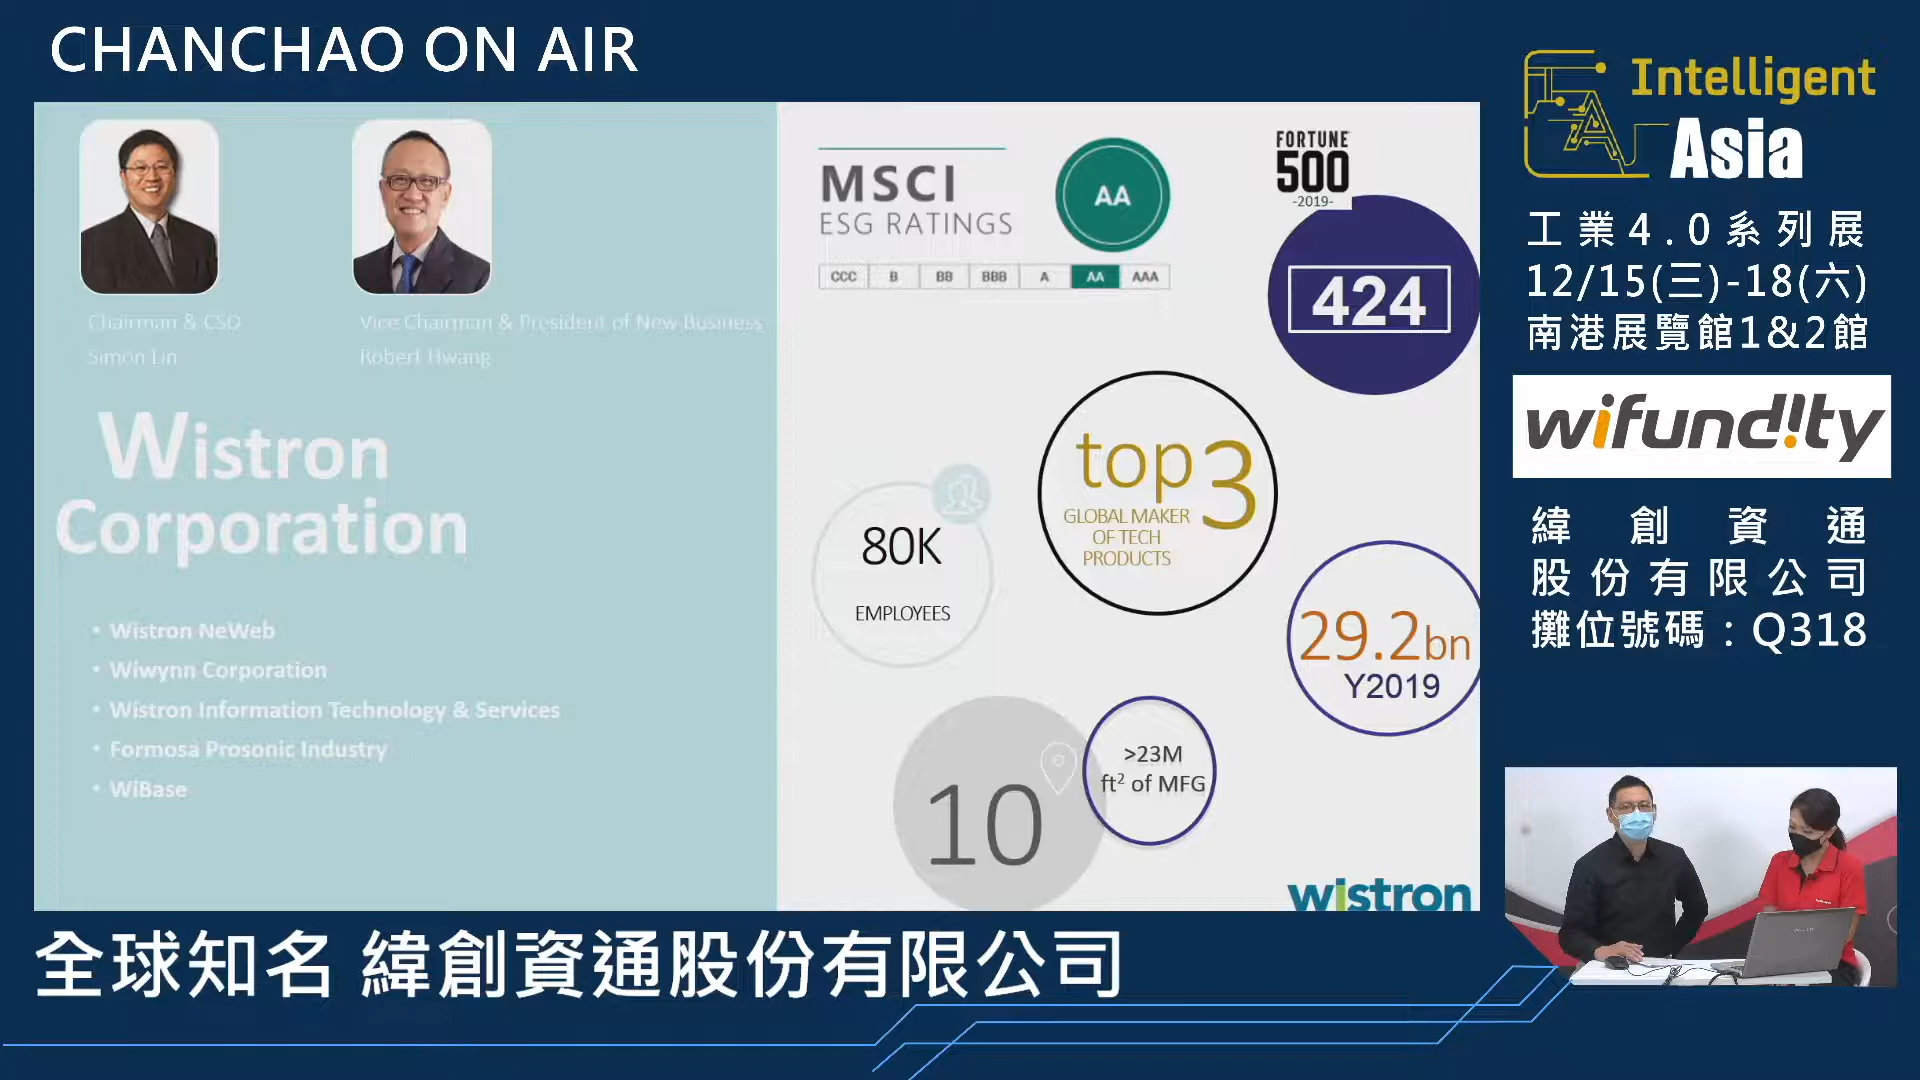 CHANCHAO ON AIR
Chairman & CSO
Simon Lin
Vice Chairman & President of New Business
Robert Hwang
Wistron
Corporation
• Wistron NeWeb
• Wiwynn Corporation
• Wistron Information Technology & Services
• Formosa Prosonic Industry
• WiBase
MSCI
ESG RATINGS
AA
CCC B BB BBB A AA AAA
FORTUNE
500
-2019-
424
top 3
GLOBAL MAKER
OF TECH
PRODUCTS
80K
EMPLOYEES
29.2bn
Y2019
10
>23M
ft² of MFG
wistron
Intelligent
Asia
工業4.0系列展
12/15(三)-18(六)
南港展覽館1&2館
wifund!ty
緯創資通
股份有限公司
攤位號碼：Q318
全球知名 緯創資通股份有限公司